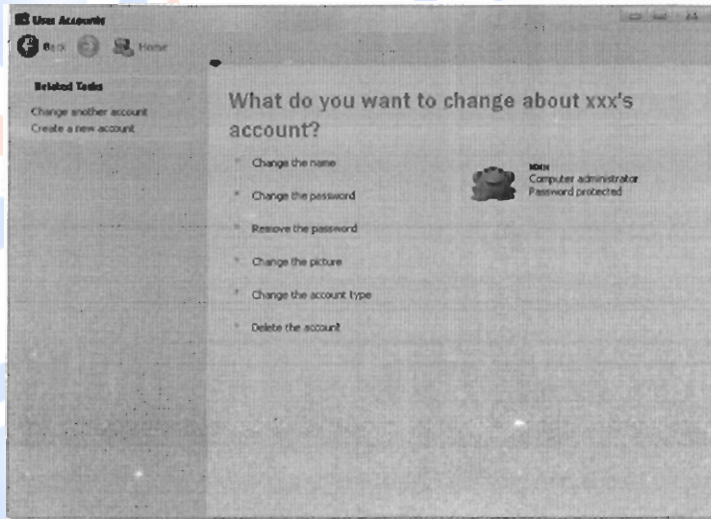 User Accounts
Back
Home
Related Tasks
Change another account
Create a new account
What do you want to change about xxx's
account?
Change the name
Change the password
Remove the password
Change the picture
Change the account type
Delete the account
Computer administrator
Password protected